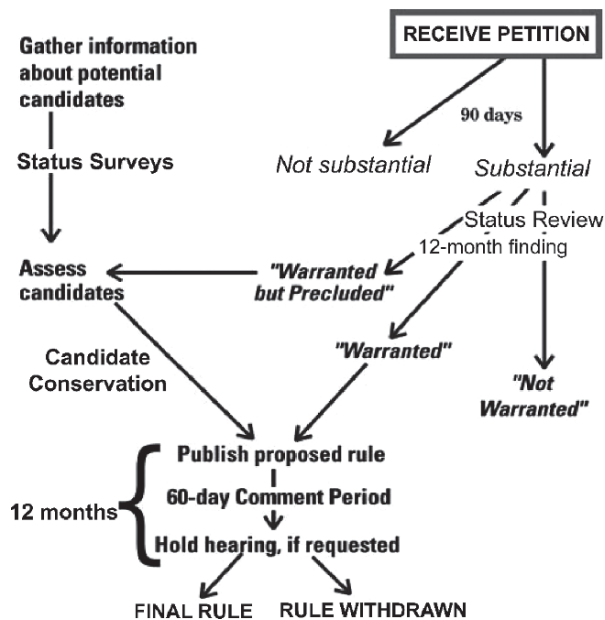 Gather information
about potential
candidates
RECEIVE PETITION
90 days
Status Surveys
Not substantial
Substantial
Status Review
12-month finding
Assess
candidates
"Warranted
but Precluded"
"Warranted"
Candidate
Conservation
"Not
Warranted"
Publish proposed rule
12 months
60-day Comment Period
Hold hearing, if requested
FINAL RULE
RULE WITHDRAWN